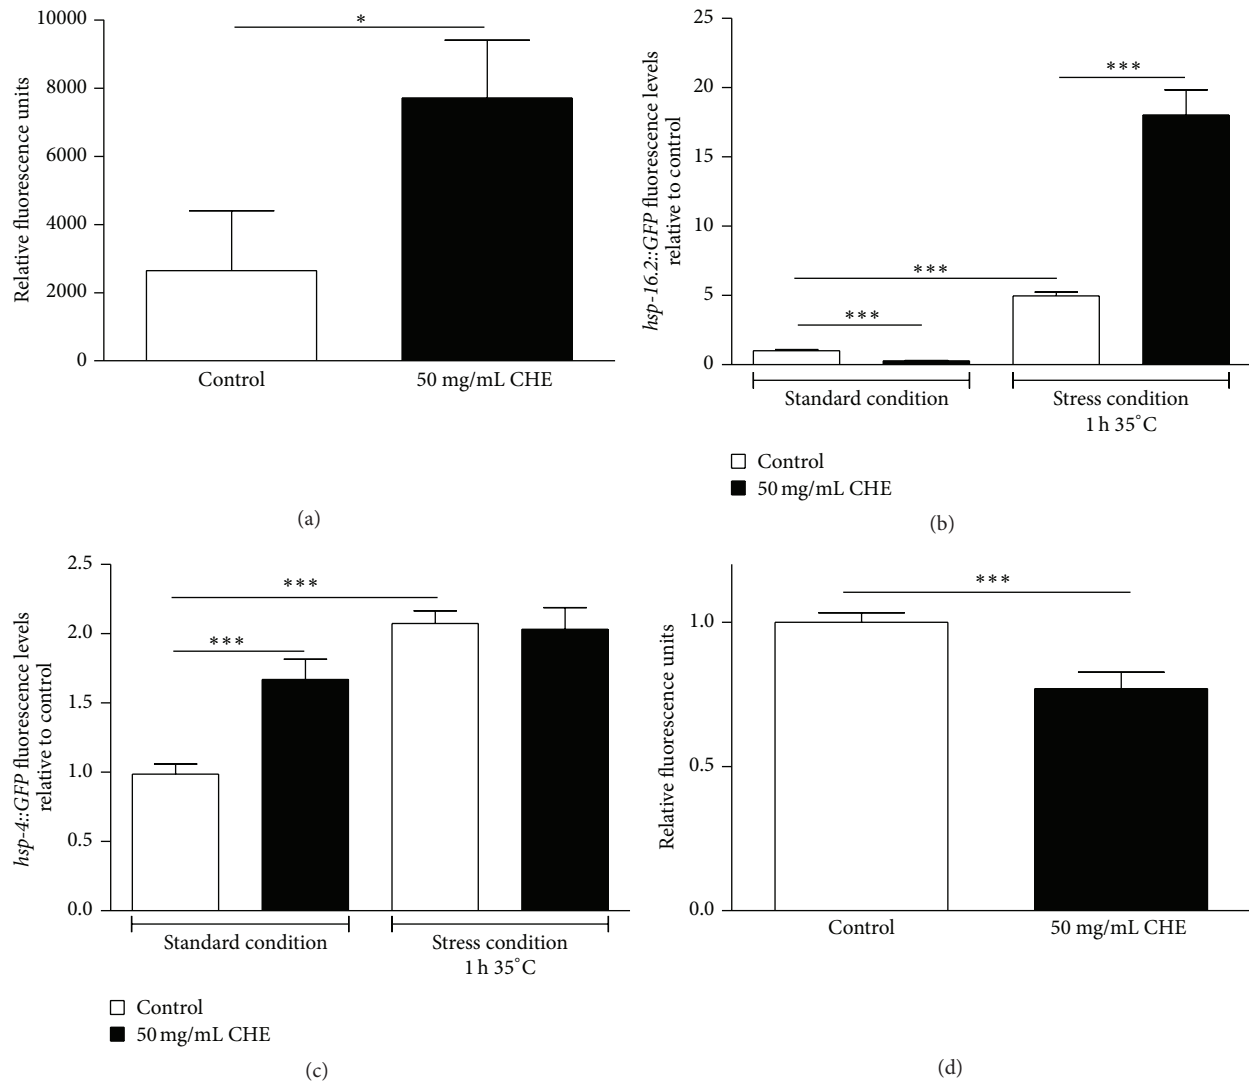 10000
8000
6000
4000
2000
0
Relative fluorescence units
*
Control
50 mg/mL CHE
(a)
25
20
15
10
5
0
hsp-16.2::GFP fluorescence levels
relative to control
***
***
***
Standard condition
Stress condition
1 h 35°C
Control
50 mg/mL CHE
(b)
2.5
2.0
1.5
1.0
0.5
0.0
hsp-4::GFP fluorescence levels
relative to control
***
***
Standard condition
Stress condition
1 h 35°C
Control
50 mg/mL CHE
(c)
1.0
0.5
0.0
Relative fluorescence units
***
Control
50 mg/mL CHE
(d)